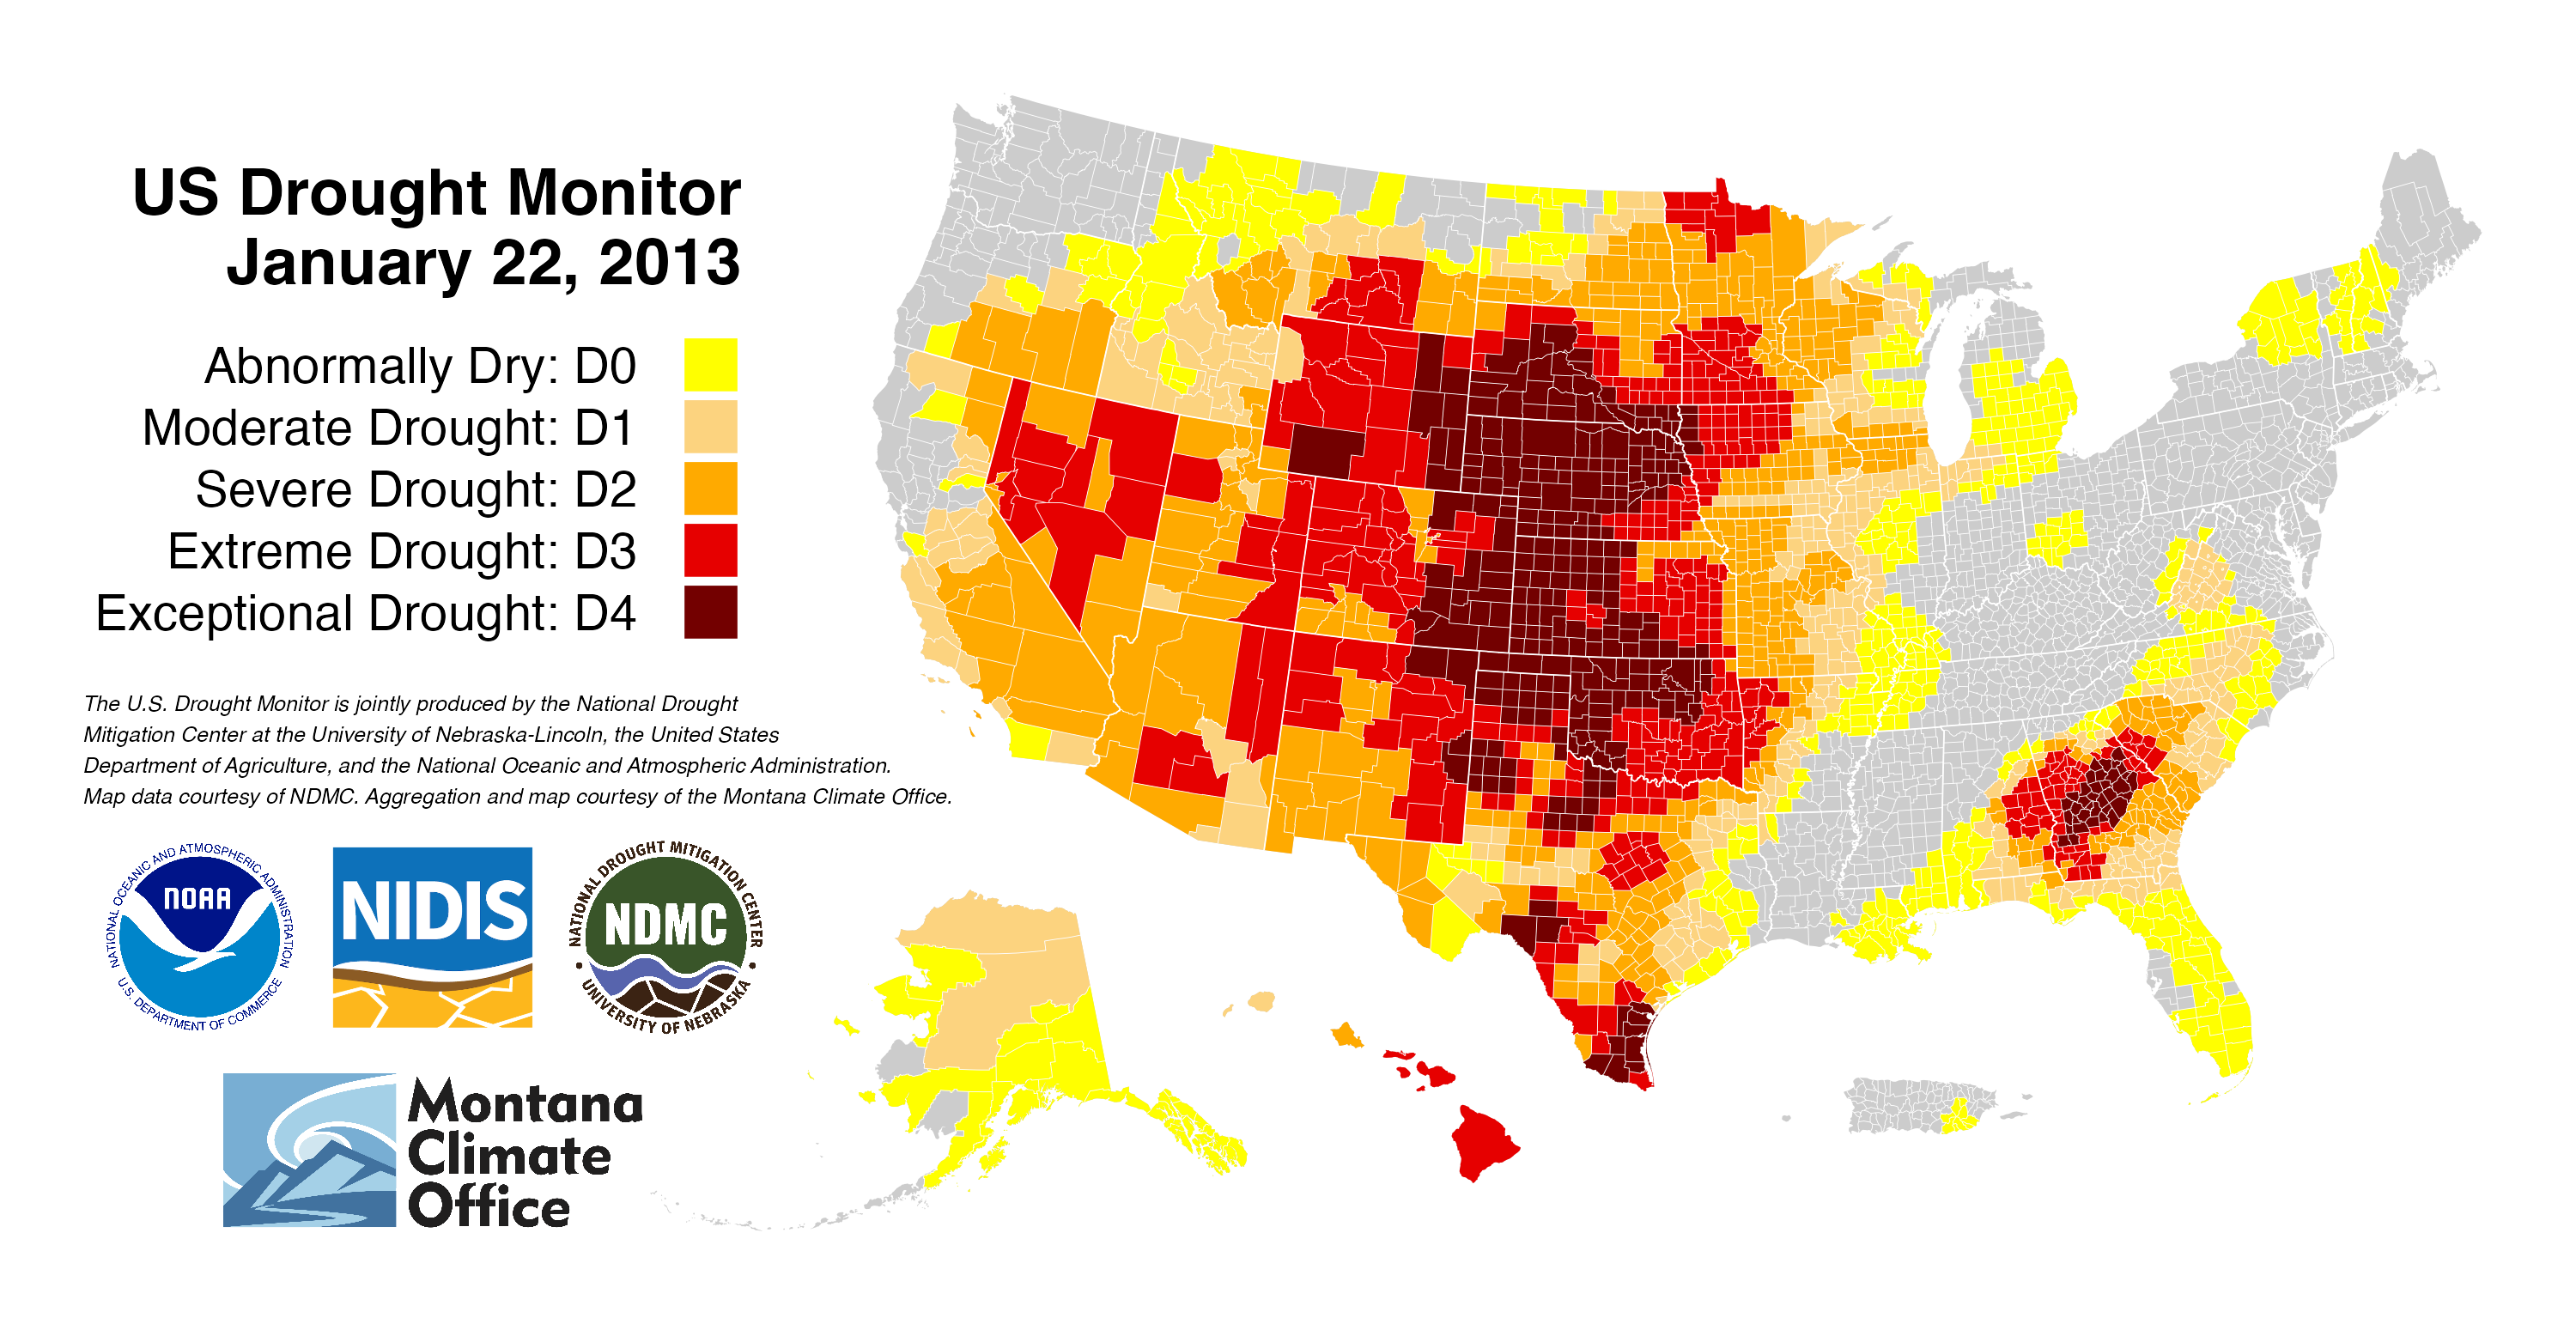 US Drought Monitor
January 22, 2013
Abnormally Dry: D0
Moderate Drought: D1
Severe Drought: D2
Extreme Drought: D3
Exceptional Drought: D4
The U.S. Drought Monitor is jointly produced by the National Drought
Mitigation Center at the University of Nebraska-Lincoln, the United States
Department of Agriculture, and the National Oceanic and Atmospheric Administration.
Map data courtesy of NDMC. Aggregation and map courtesy of the Montana Climate Office.
NATIONAL OCEANIC AND ATMOSPHERIC ADMINISTRATION
NOAA
U.S. DEPARTMENT OF COMMERCE
NIDIS
NATIONAL DROUGHT MITIGATION CENTER
NDMC
UNIVERSITY OF NEBRASKA
Montana
Climate
Office